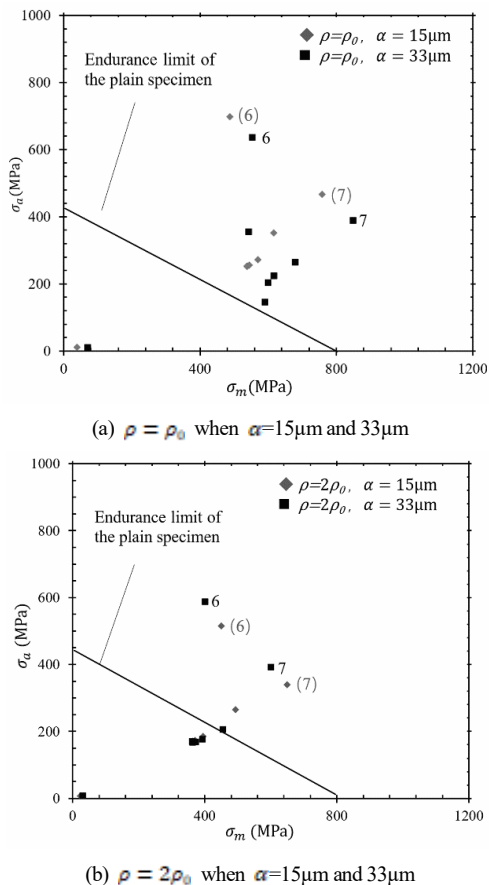 1000
800
600
400
200
0
σₐ(MPa)
Endurance limit of
the plain specimen
ρ=ρ₀, α = 15μm
ρ=ρ₀, α = 33μm
(6)
6
(7)
7
0 400 800 1200
σₘ(MPa)
(a) ρ = ρ₀ when α=15μm and 33μm
1000
800
600
400
200
0
σₐ (MPa)
Endurance limit of
the plain specimen
ρ=2ρ₀, α = 15μm
ρ=2ρ₀, α = 33μm
6
(6)
7
(7)
0 400 800 1200
σₘ(MPa)
(b) ρ = 2ρ₀ when α=15μm and 33μm